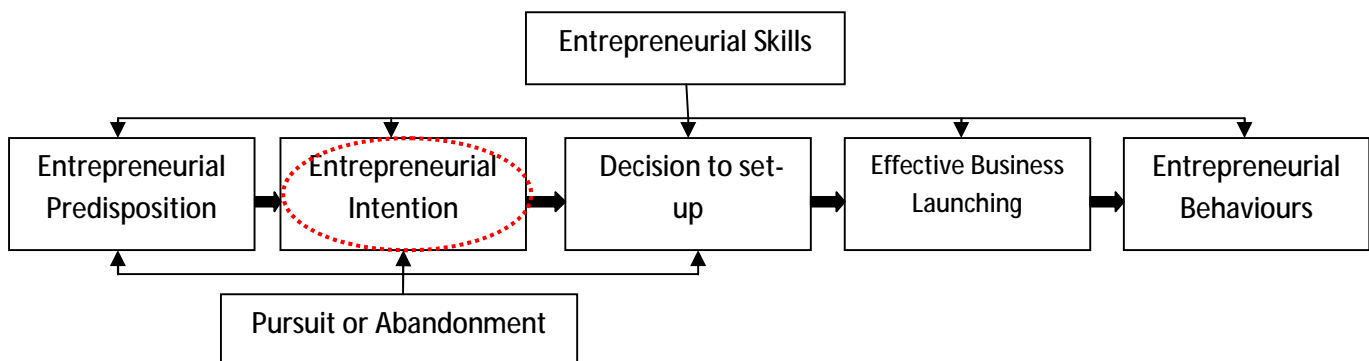 Entrepreneurial Skills
Entrepreneurial
Predisposition
Entrepreneurial
Intention
Decision to set-
up
Effective Business
Launching
Entrepreneurial
Behaviours
Pursuit or Abandonment